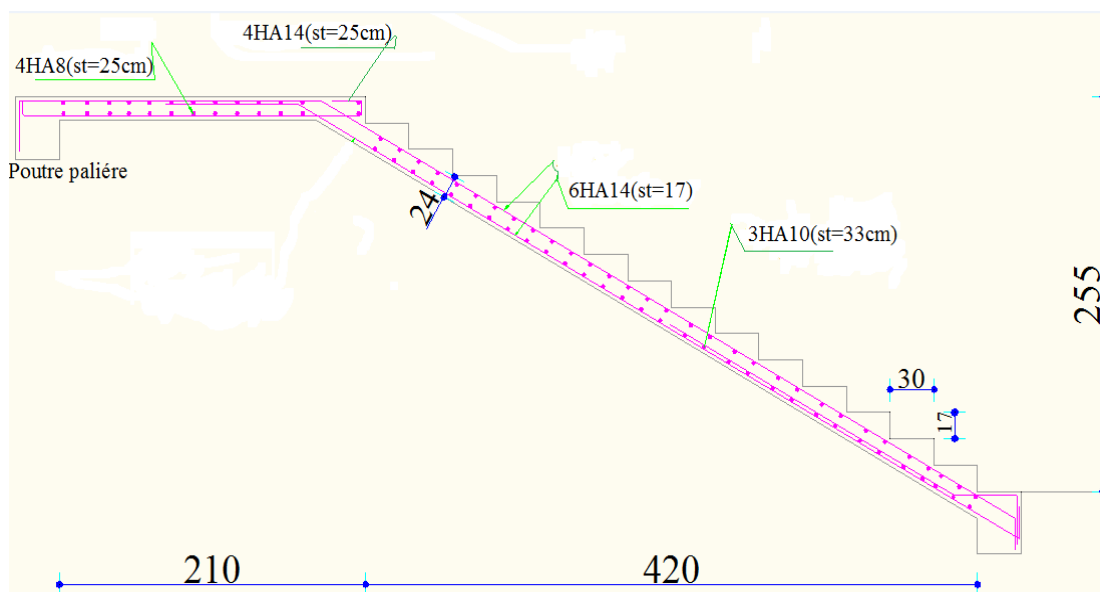 4HA14(st=25cm)
4HA8(st=25cm)
Poutre paliére
24
6HA14(st=17)
3HA10(st=33cm)
255
30
17
210
420